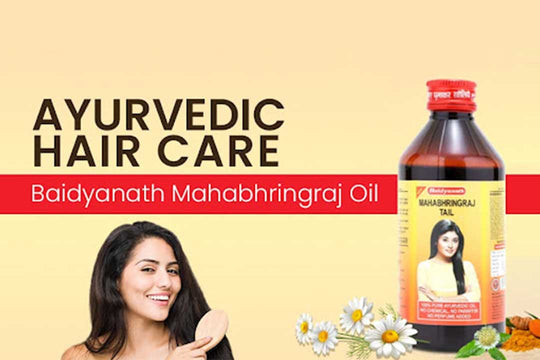 AYURVEDIC
HAIR CARE
Baidyanath Mahabhringraj Oil
Baidyanath
MAHABHRINGRAJ
TAIL
100% PURE AYURVEDIC OIL
NO CHEMICAL, NO PARAFFIN
NO PERFUME ADDED